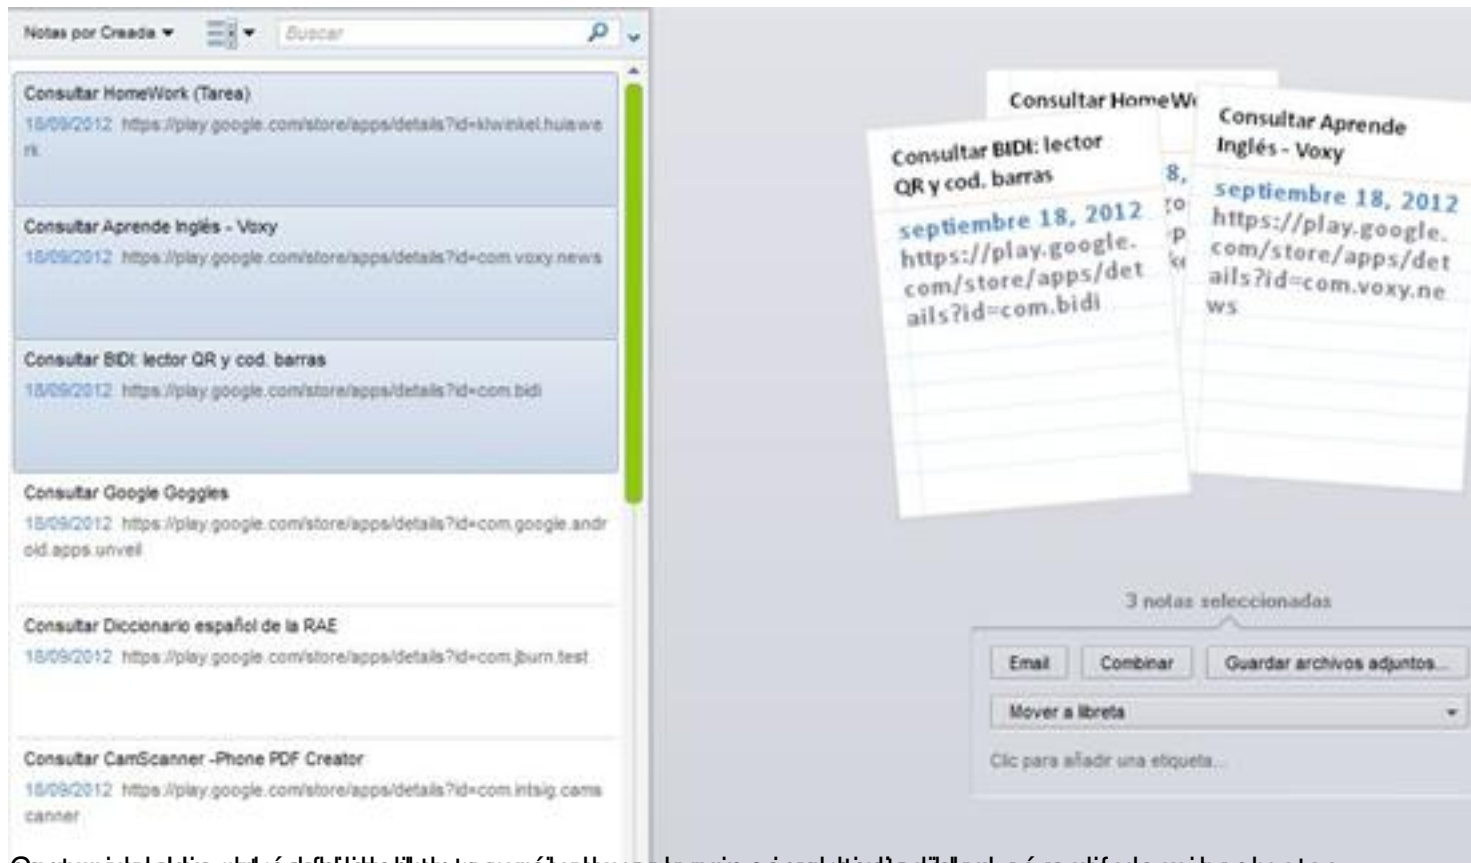 Notas por Creada
Buscar
Consultar HomeWork (Tarea)
18/09/2012 https://play.google.com/store/apps/details?id=klwinkel.huiswe
rk
Consultar Aprende Inglés - Voxy
18/09/2012 https://play.google.com/store/apps/details?id=com.voxy.news
Consultar BIDI: lector QR y cod. barras
18/09/2012 https://play.google.com/store/apps/details?id=com.bidi
Consultar Google Goggles
18/09/2012 https://play.google.com/store/apps/details?id=com.google.andr
oid.apps.unveil
Consultar Diccionario español de la RAE
18/09/2012 https://play.google.com/store/apps/details?id=com.jburn.test
Consultar CamScanner -Phone PDF Creator
18/09/2012 https://play.google.com/store/apps/details?id=com.intsig.cams
canner
Consultar HomeW
8,
Consultar BIDI: lector
QR y cod. barras
septiembre 18, 2012
https://play.google.
com/store/apps/det
ails?id=com.bidi
Consultar Aprende
Inglés - Voxy
septiembre 18, 2012
https://play.google.
com/store/apps/det
ails?id=com.voxy.ne
ws
3 notas seleccionadas
Email
Combinar
Guardar archivos adjuntos...
Mover a libreta
Clic para añadir una etiqueta...